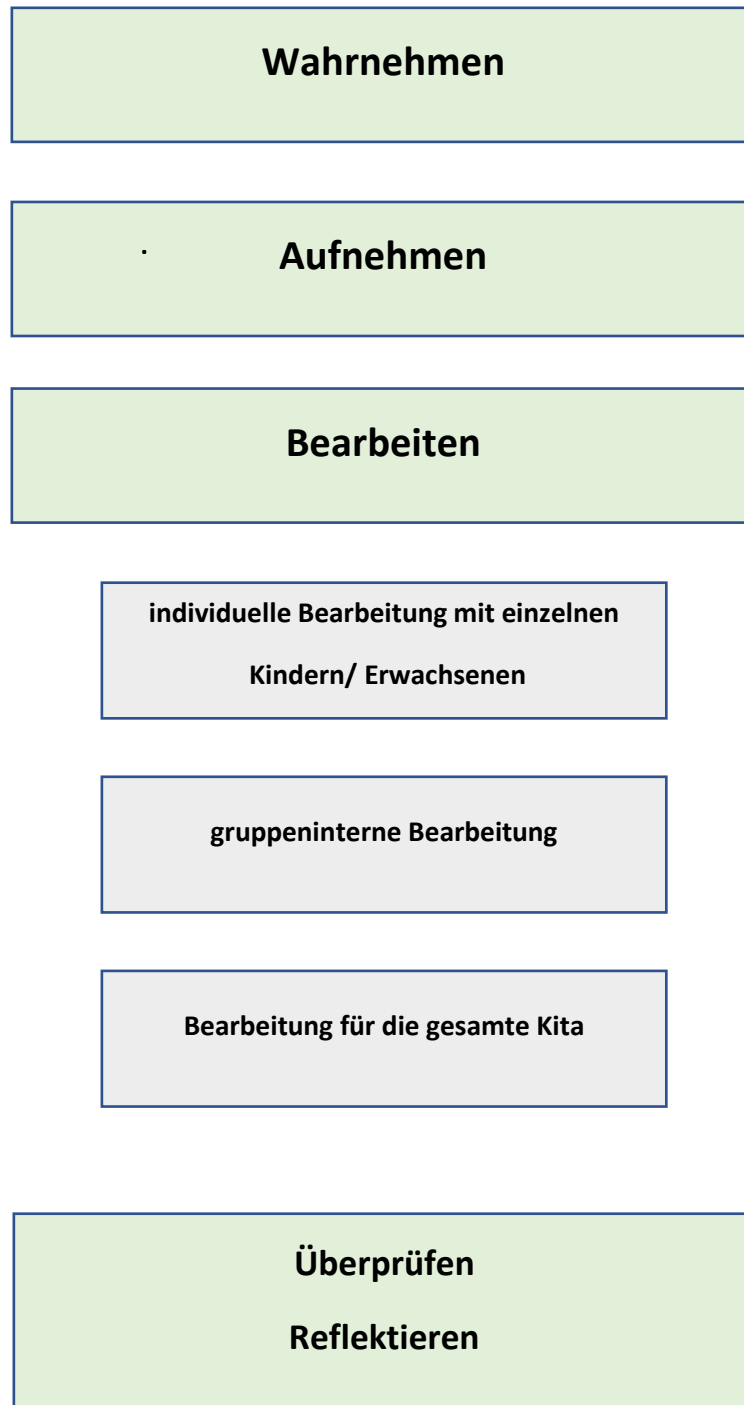 Wahrnehmen
Aufnehmen
Bearbeiten
individuelle Bearbeitung mit einzelnen
Kindern/ Erwachsenen
gruppeninterne Bearbeitung
Bearbeitung für die gesamte Kita
Überprüfen
Reflektieren